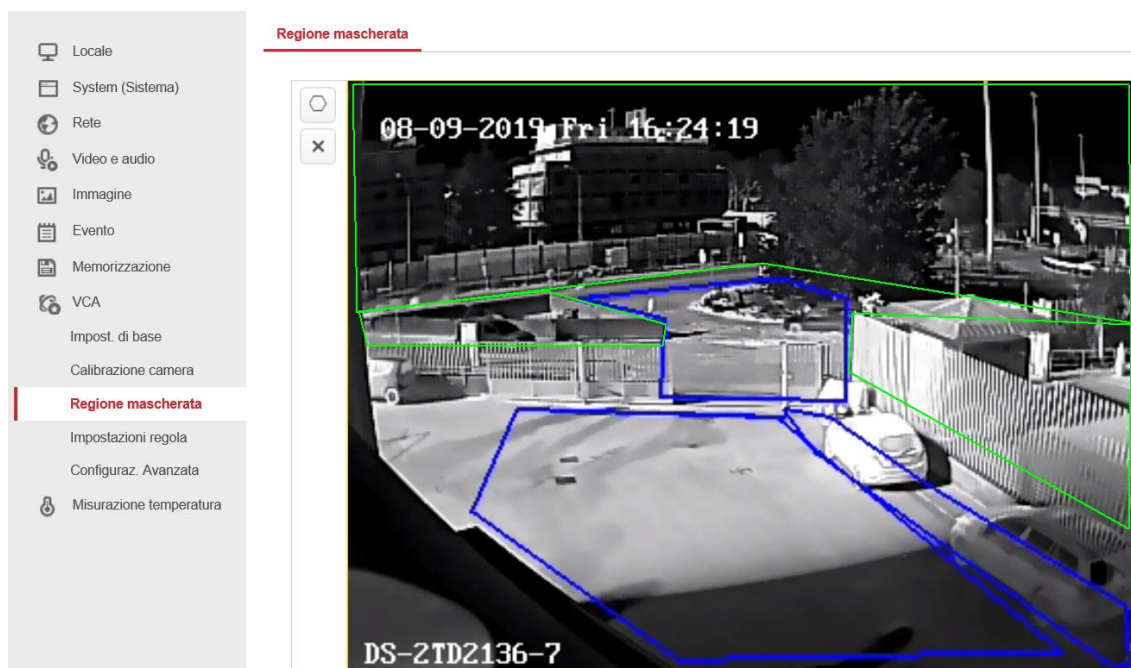 Regione mascherata
Locale
System (Sistema)
Rete
Video e audio
Immagine
Evento
Memorizzazione
VCA
Impost. di base
Calibrazione camera
Regione mascherata
Impostazioni regola
Configuraz. Avanzata
Misurazione temperatura
08-09-2019 Fri 16:24:19
DS-2TD2136-7